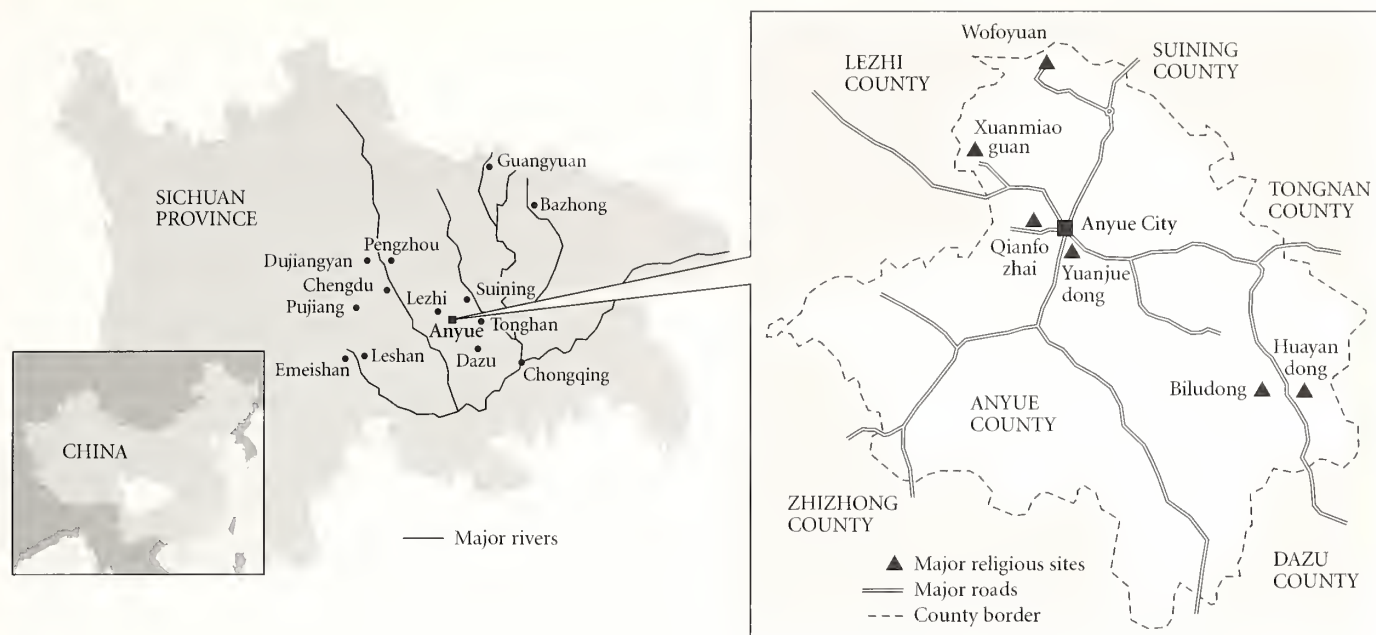 SICHUAN
PROVINCE
Guangyuan
Bazhong
Pengzhou
Dujiangyan
Chengdu
Pujiang
Lezhi
Suining
Anyue
Tonghan
Emeishan
Leshan
Dazu
Chongqing
CHINA
Major rivers
Wofoyuan
LEZHI
COUNTY
SUINING
COUNTY
Xuanmiao
guan
TONGNAN
COUNTY
Anyue City
Qianfo
zhai
Yuanjue
dong
Huayan
dong
Biludong
ANYUE
COUNTY
ZHIZHONG
COUNTY
DAZU
COUNTY
Major religious sites
Major roads
County border